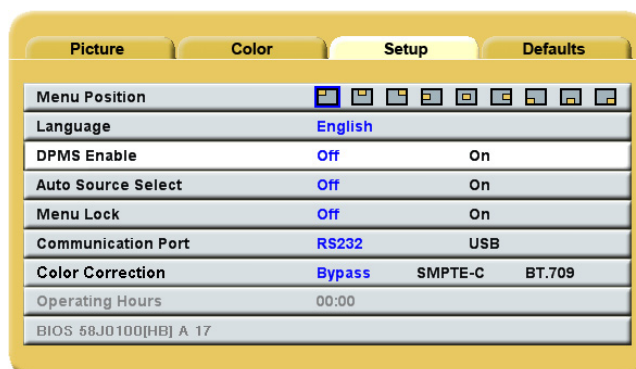 Picture Color Setup Defaults
Menu Position
Language English
DPMS Enable Off On
Auto Source Select Off On
Menu Lock Off On
Communication Port RS232 USB
Color Correction Bypass SMPTE-C BT.709
Operating Hours 00:00
BIOS 58J0100[HB] A 17